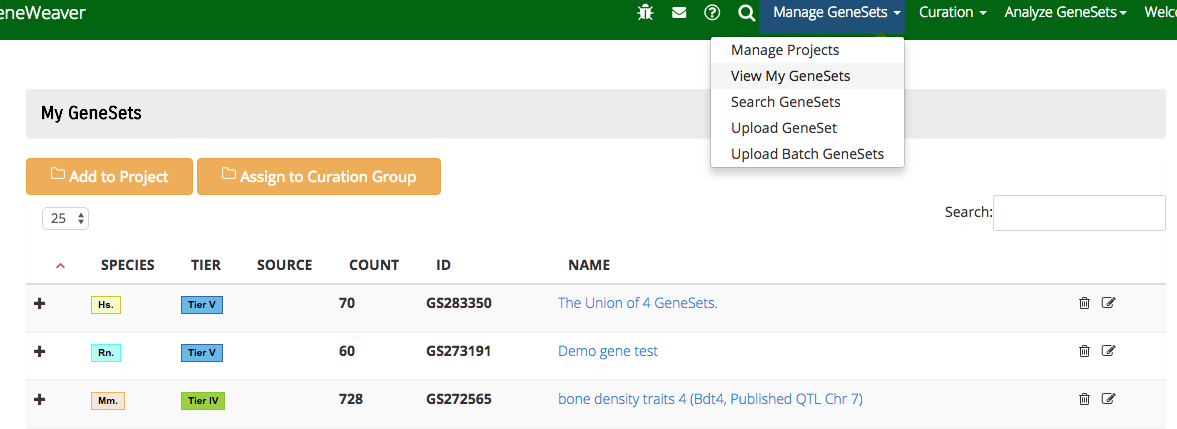 eneWeaver Manage GeneSets Curation Analyze GeneSets Welc
Manage Projects
View My GeneSets
Search GeneSets
Upload GeneSet
Upload Batch GeneSets
My GeneSets
Add to Project Assign to Curation Group
25
Search:
SPECIES TIER SOURCE COUNT ID NAME
Hs. Tier V 70 GS283350 The Union of 4 GeneSets.
Rn. Tier V 60 GS273191 Demo gene test
Mm. Tier IV 728 GS272565 bone density traits 4 (Bdt4, Published QTL Chr 7)